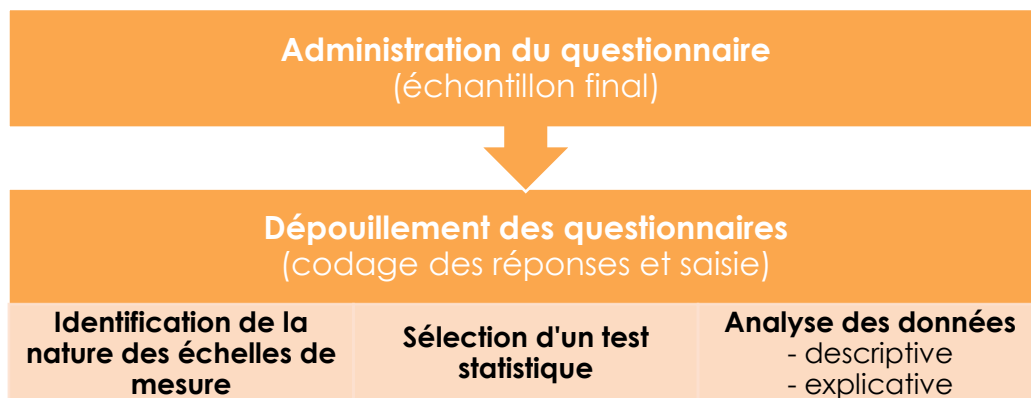 Administration du questionnaire
(échantillon final)
Dépouillement des questionnaires
(codage des réponses et saisie)
Identification de la
nature des échelles de
mesure
Sélection d'un test
statistique
Analyse des données
- descriptive
- explicative